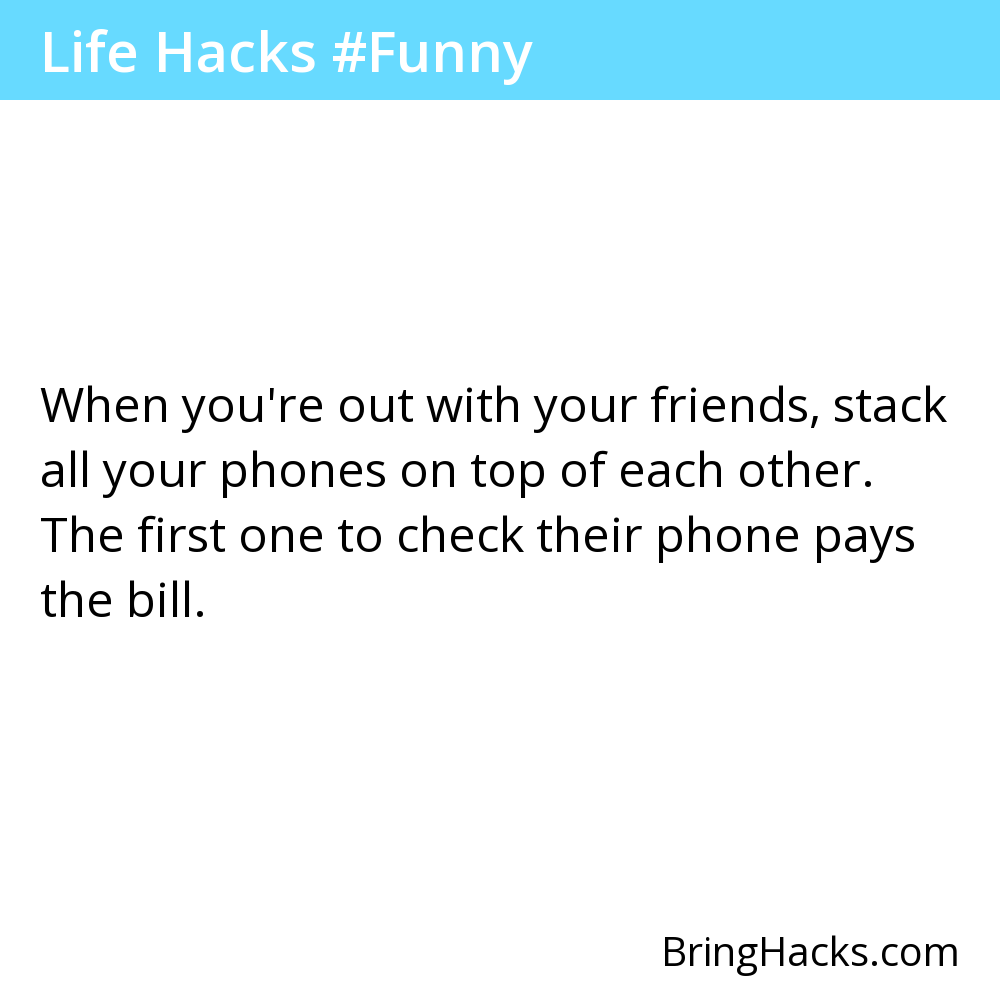 Life Hacks #Funny
When you're out with your friends, stack
all your phones on top of each other.
The first one to check their phone pays
the bill.
BringHacks.com